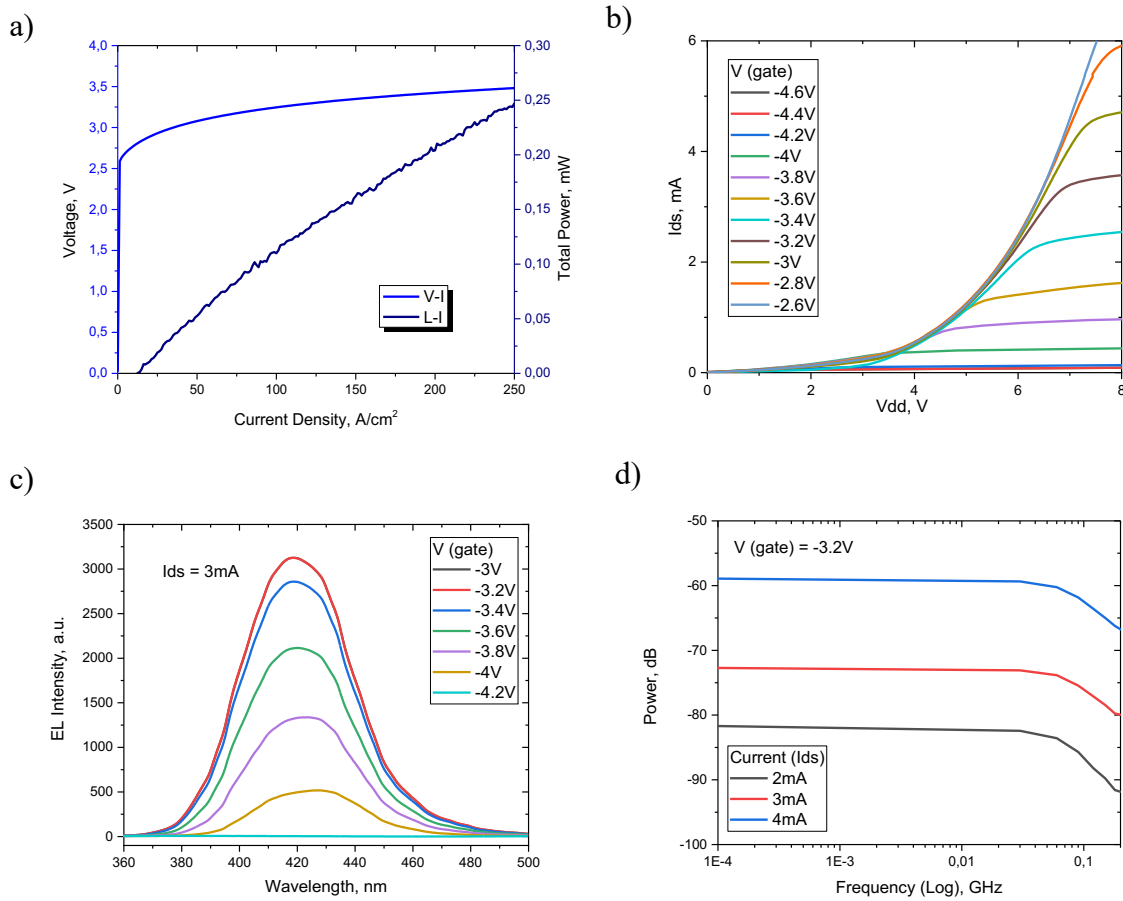 a)
4,0
3,5
3,0
2,5
2,0
1,5
1,0
0,5
0,0
Voltage, V
0,30
0,25
0,20
0,15
0,10
0,05
0,00
Total Power, mW
V-I
L-I
0
50
100
150
200
250
Current Density, A/cm²
b)
6
4
2
0
Ids, mA
V (gate)
-4.6V
-4.4V
-4.2V
-4V
-3.8V
-3.6V
-3.4V
-3.2V
-3V
-2.8V
-2.6V
0
2
4
6
8
Vdd, V
c)
3500
3000
2500
2000
1500
1000
500
0
EL Intensity, a.u.
Ids = 3mA
V (gate)
-3V
-3.2V
-3.4V
-3.6V
-3.8V
-4V
-4.2V
360
380
400
420
440
460
480
500
Wavelength, nm
d)
-50
-60
-70
-80
-90
-100
Power, dB
V (gate) = -3.2V
Current (Ids)
2mA
3mA
4mA
1E-4
1E-3
0,01
0,1
Frequency (Log), GHz